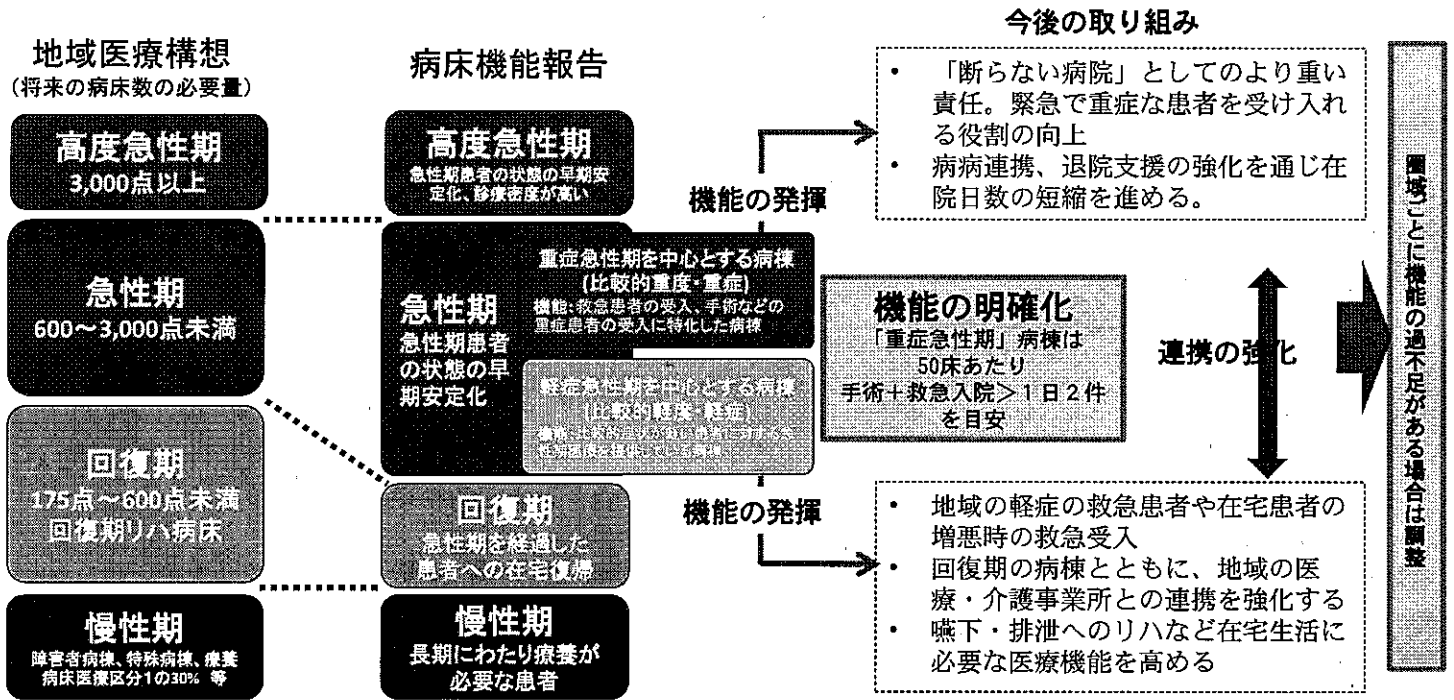 地域医療構想
(将来の病床数の必要量)
高度急性期
3,000点以上
急性期
600～3,000点未満
回復期
175点～600点未満
回復期リハ病床
慢性期
障害者病棟、特殊病棟、療養
病床医療区分1の30% 等
病床機能報告
高度急性期
急性期患者の状態の早期安
定化、診療密度が高い
急性期
急性期患者
の状態の早
期安定化
重症急性期を中心とする病棟
(比較的重度・重症)
機能:救急患者の受入、手術などの
重症患者の受入に特化した病棟
軽症急性期を中心とする病棟
(比較的軽度・軽症)
回復期
急性期を経過した
患者への在宅復帰
慢性期
長期にわたり療養が
必要な患者
機能の発揮
機能の発揮
機能の明確化
「重症急性期」病棟は
50床あたり
手術+救急入院＞1日2件
を目安
今後の取り組み
・ 「断らない病院」としてのより重い
責任。緊急で重症な患者を受け入れ
る役割の向上
・ 病病連携、退院支援の強化を通じ在
院日数の短縮を進める。
連携の強化
・ 地域の軽症の救急患者や在宅患者の
増悪時の救急受入
・ 回復期の病棟とともに、地域の医
療・介護事業所との連携を強化する
・ 嚥下・排泄へのリハなど在宅生活に
必要な医療機能を高める
圏域ごとに機能の過不足がある場合は調整